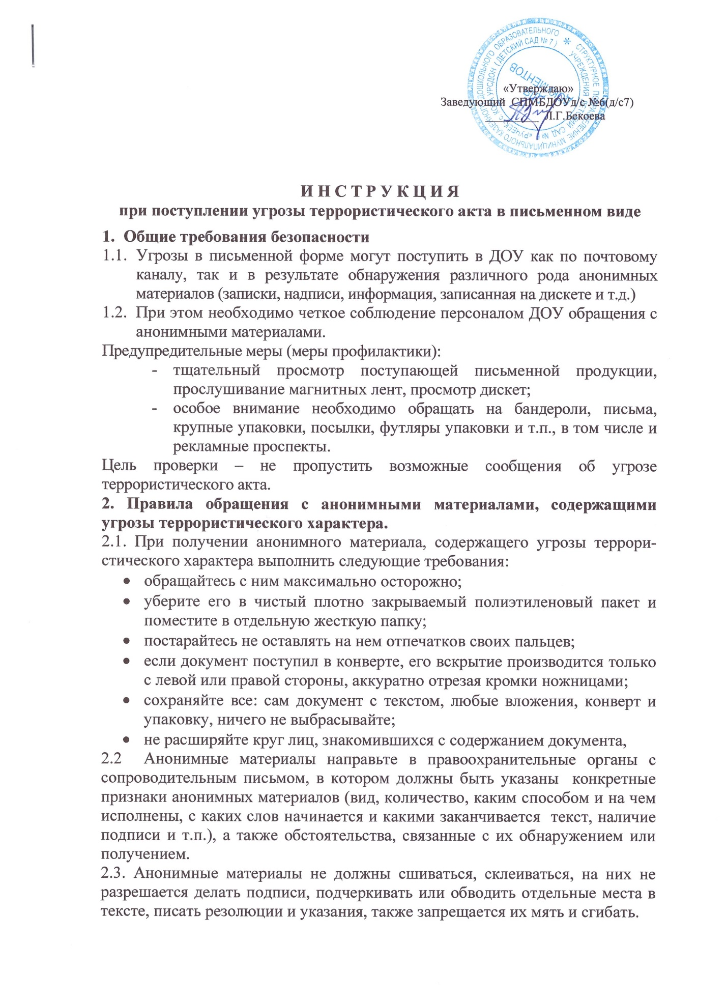 СТРУКТУРНОЕ ПОДРАЗДЕЛЕНИЕ МУНИЦИПАЛЬНОГО КАЗЕННОГО ДОШКОЛЬНОГО ОБРАЗОВАТЕЛЬНОГО
УЧРЕЖДЕНИЯ ДЕТСКИЙ САД № «РУЧЕЕК» с. КОРА УРСДОН (ДЕТСКИЙ САД № 7)
ДЛЯ
ДОКУМЕНТОВ
«Утверждаю»
Заведующий СПМБДОУд/с №6(д/с7)
Л.Г.Бекоева
И Н С Т Р У К Ц И Я
при поступлении угрозы террористического акта в письменном виде
1. Общие требования безопасности
1.1. Угрозы в письменной форме могут поступить в ДОУ как по почтовому
каналу, так и в результате обнаружения различного рода анонимных
материалов (записки, надписи, информация, записанная на дискете и т.д.)
1.2. При этом необходимо четкое соблюдение персоналом ДОУ обращения с
анонимными материалами.
Предупредительные меры (меры профилактики):
- тщательный просмотр поступающей письменной продукции,
прослушивание магнитных лент, просмотр дискет;
- особое внимание необходимо обращать на бандероли, письма,
крупные упаковки, посылки, футляры упаковки и т.п., в том числе и
рекламные проспекты.
Цель проверки – не пропустить возможные сообщения об угрозе
террористического акта.
2. Правила обращения с анонимными материалами, содержащими
угрозы террористического характера.
2.1. При получении анонимного материала, содержащего угрозы террори-
стического характера выполнить следующие требования:
• обращайтесь с ним максимально осторожно;
• уберите его в чистый плотно закрываемый полиэтиленовый пакет и
поместите в отдельную жесткую папку;
• постарайтесь не оставлять на нем отпечатков своих пальцев;
• если документ поступил в конверте, его вскрытие производится только
с левой или правой стороны, аккуратно отрезая кромки ножницами;
• сохраняйте все: сам документ с текстом, любые вложения, конверт и
упаковку, ничего не выбрасывайте;
• не расширяйте круг лиц, знакомившихся с содержанием документа,
2.2 Анонимные материалы направьте в правоохранительные органы с
сопроводительным письмом, в котором должны быть указаны конкретные
признаки анонимных материалов (вид, количество, каким способом и на чем
исполнены, с каких слов начинается и какими заканчивается текст, наличие
подписи и т.п.), а также обстоятельства, связанные с их обнаружением или
получением.
2.3. Анонимные материалы не должны сшиваться, склеиваться, на них не
разрешается делать подписи, подчеркивать или обводить отдельные места в
тексте, писать резолюции и указания, также запрещается их мять и сгибать.